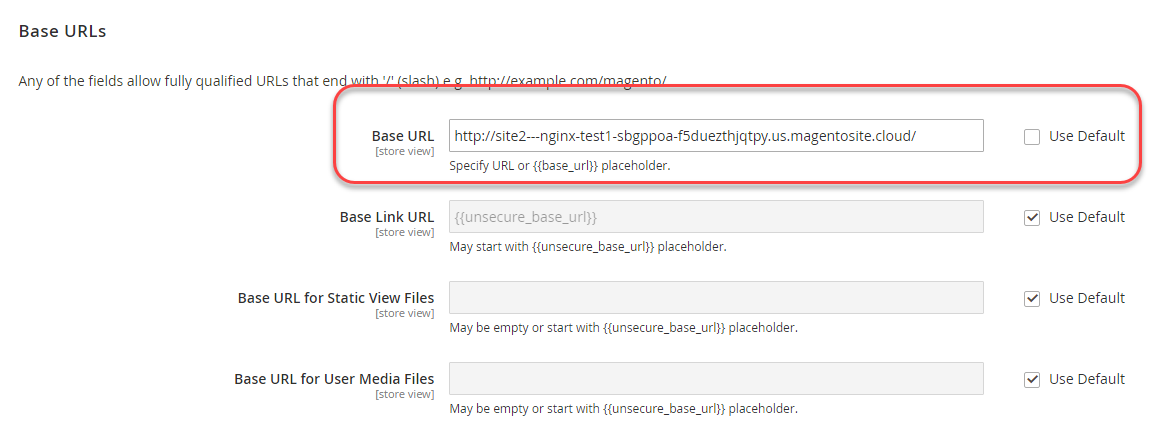 Base URLs
Any of the fields allow fully qualified URLs that end with '/' (slash) e.g. http://example.com/magento/
Base URL http://site2---nginx-test1-sbgppoa-f5duezthjqtpy.us.magentosite.cloud/ Use Default
[store view] Specify URL or {{base_url}} placeholder.
Base Link URL {{unsecure_base_url}} Use Default
[store view] May start with {{unsecure_base_url}} placeholder.
Base URL for Static View Files Use Default
[store view] May be empty or start with {{unsecure_base_url}} placeholder.
Base URL for User Media Files Use Default
[store view] May be empty or start with {{unsecure_base_url}} placeholder.